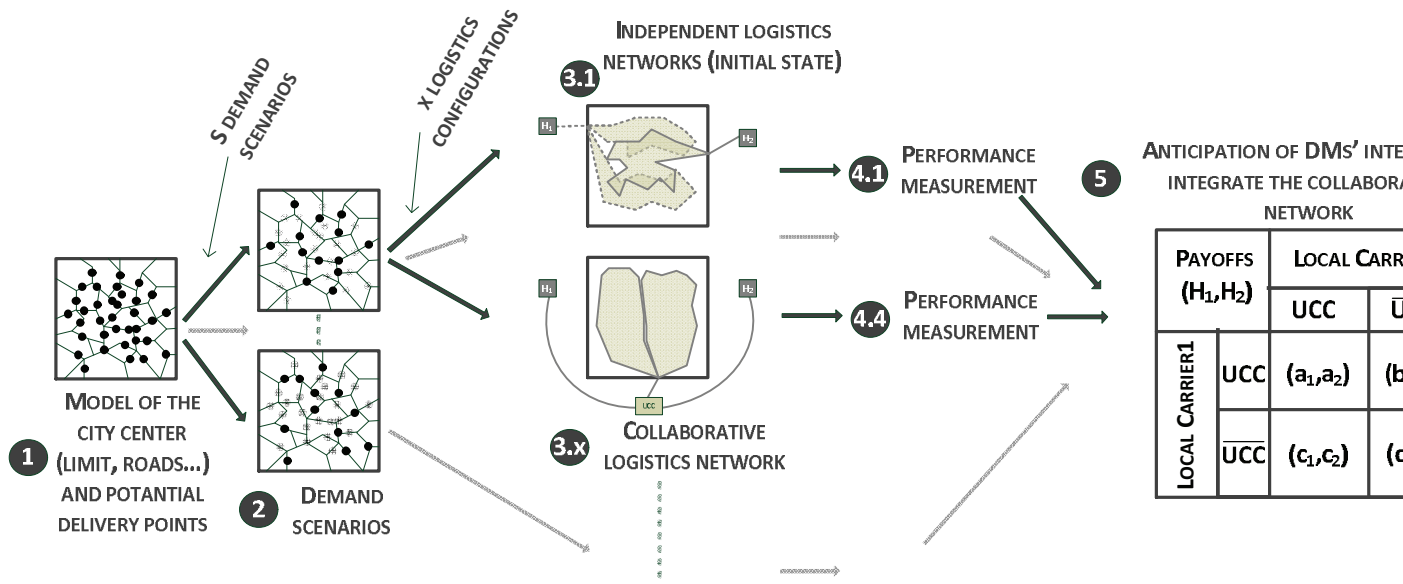 S DEMAND
SCENARIOS
X LOGISTICS
CONFIGURATIONS
INDEPENDENT LOGISTICS
NETWORKS (INITIAL STATE)
3.1
H1
H2
4.1
PERFORMANCE
MEASUREMENT
5
ANTICIPATION OF DMS' INTE
INTEGRATE THE COLLABORA
NETWORK
PAYOFFS
(H1,H2)
LOCAL CARR
UCC
U
LOCAL CARRIER1
UCC
(a1,a2)
(b
UCC
(c1,c2)
(c
H1
H2
UCC
4.4
PERFORMANCE
MEASUREMENT
3.x
COLLABORATIVE
LOGISTICS NETWORK
1
MODEL OF THE
CITY CENTER
(LIMIT, ROADS...)
AND POTANTIAL
DELIVERY POINTS
2
DEMAND
SCENARIOS